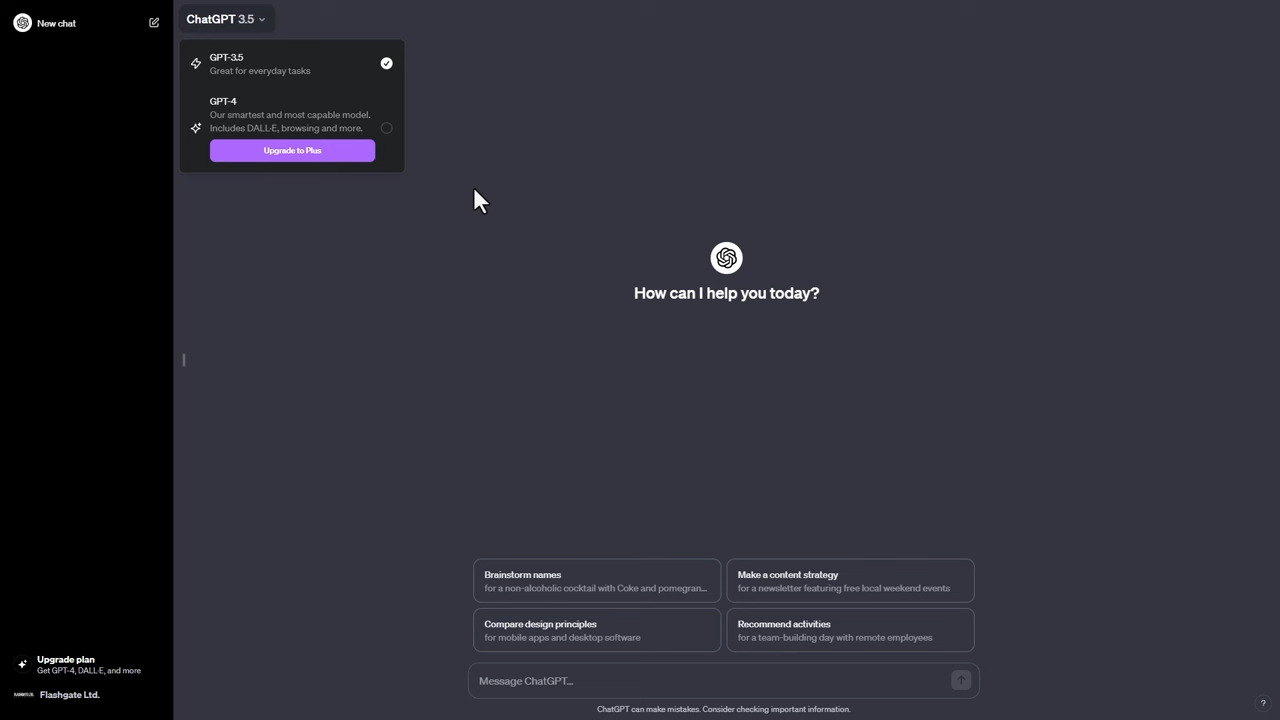 New chat
ChatGPT 3.5
GPT-3.5
Great for everyday tasks
GPT-4
Our smartest and most capable model.
Includes DALL·E, browsing and more.
Upgrade to Plus
How can I help you today?
Brainstorm names
for a non-alcoholic cocktail with Coke and pomegran...
Make a content strategy
for a newsletter featuring free local weekend events
Compare design principles
for mobile apps and desktop software
Recommend activities
for a team-building day with remote employees
Upgrade plan
Get GPT-4, DALL·E, and more
Flashgate Ltd.
Message ChatGPT...
ChatGPT can make mistakes. Consider checking important information.
?